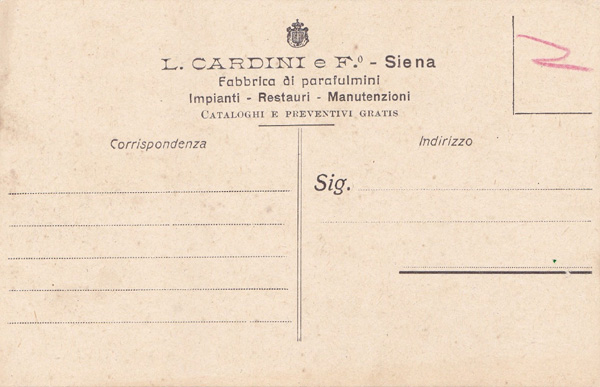 L. CARDINI e F.º - Siena
Fabbrica di parafulmini
Impianti - Restauri - Manutenzioni
CATALOGHI E PREVENTIVI GRATIS
Corrispondenza
Indirizzo
Sig.